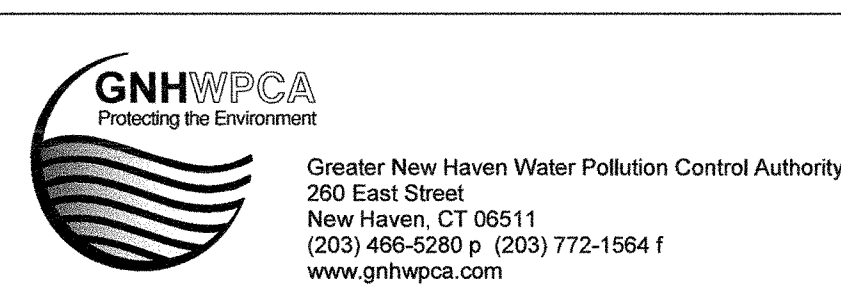 GNHWPCA
Protecting the Environment
Greater New Haven Water Pollution Control Authority
260 East Street
New Haven, CT 06511
(203) 466-5280 p (203) 772-1564 f
www.gnhwpca.com